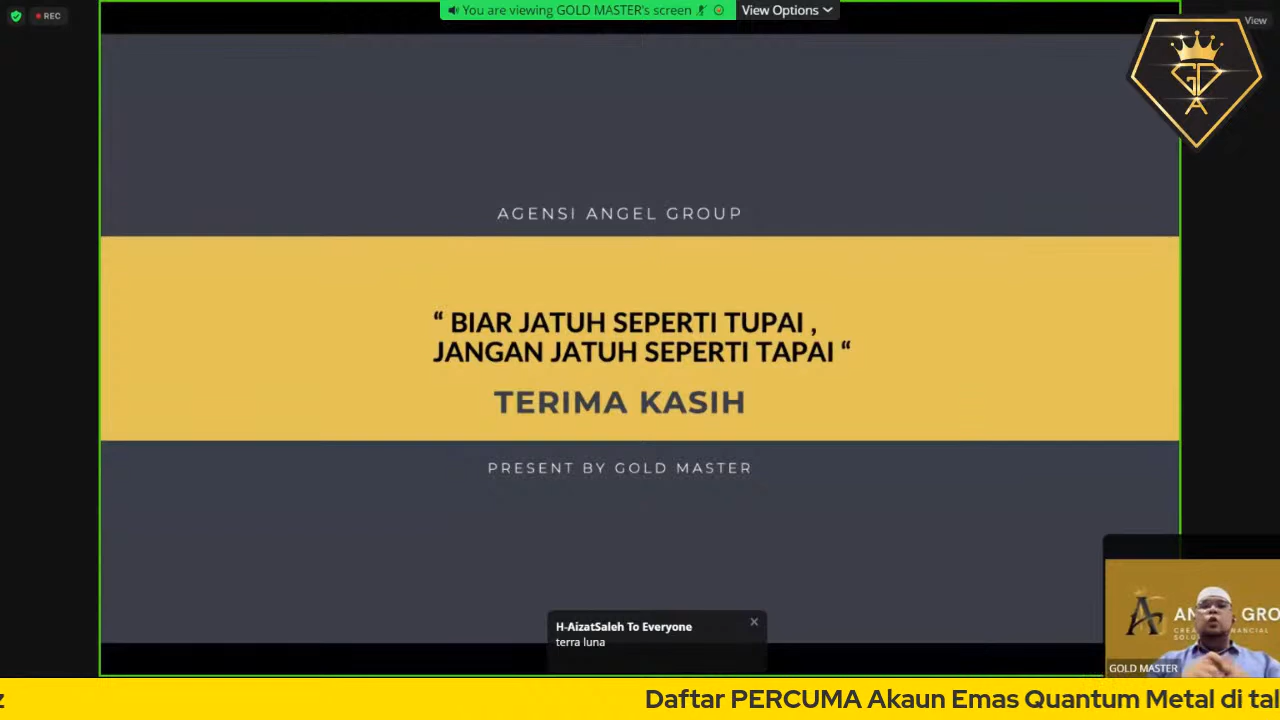 REC
You are viewing GOLD MASTER's screen
View Options
View
AGENSI ANGEL GROUP
“ BIAR JATUH SEPERTI TUPAI ,
JANGAN JATUH SEPERTI TAPAI “
TERIMA KASIH
PRESENT BY GOLD MASTER
H-AizatSaleh To Everyone
terra luna
GOLD MASTER
z
Daftar PERCUMA Akaun Emas Quantum Metal di tal